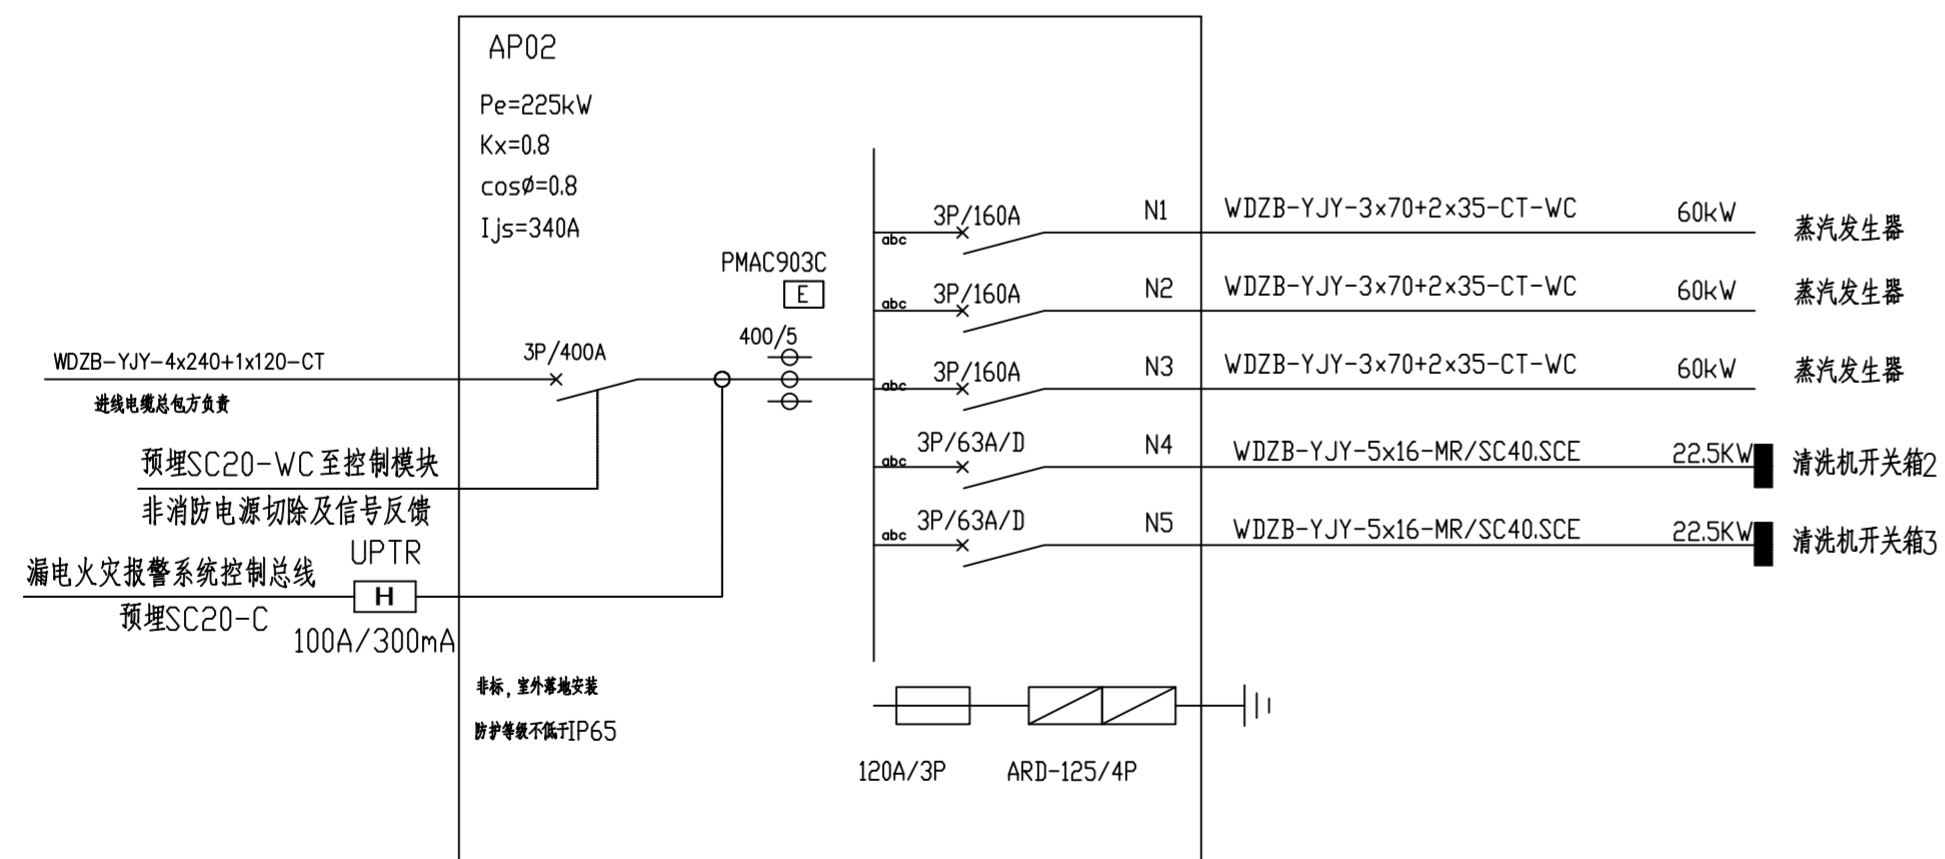 AP02
Pe=225kW
Kx=0.8
cosø=0.8
Ijs=340A
PMAC903C
E
400/5
3P/400A
WDZB-YJY-4x240+1x120-CT
进线电缆总包方负责
预埋SC20-WC至控制模块
非消防电源切除及信号反馈
UPTR
漏电火灾报警系统控制总线
H
预埋SC20-C
100A/300mA
abc 3P/160A N1 WDZB-YJY-3×70+2×35-CT-WC 60kW 蒸汽发生器
abc 3P/160A N2 WDZB-YJY-3×70+2×35-CT-WC 60kW 蒸汽发生器
abc 3P/160A N3 WDZB-YJY-3×70+2×35-CT-WC 60kW 蒸汽发生器
abc 3P/63A/D N4 WDZB-YJY-5x16-MR/SC40.SCE 22.5KW 清洗机开关箱2
abc 3P/63A/D N5 WDZB-YJY-5x16-MR/SC40.SCE 22.5KW 清洗机开关箱3
非标，室外落地安装
防护等级不低于IP65
120A/3P
ARD-125/4P